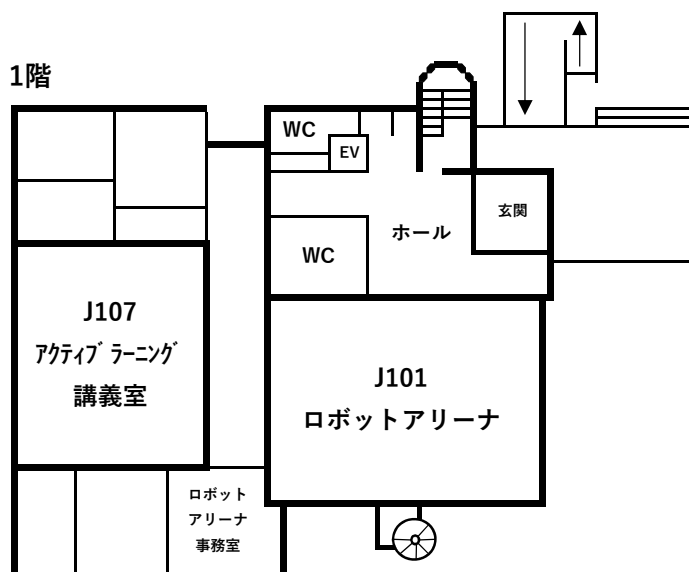 1階
WC
EV
玄関
ホール
WC
J107
アクティブラーニング
講義室
J101
ロボットアリーナ
ロボット
アリーナ
事務室